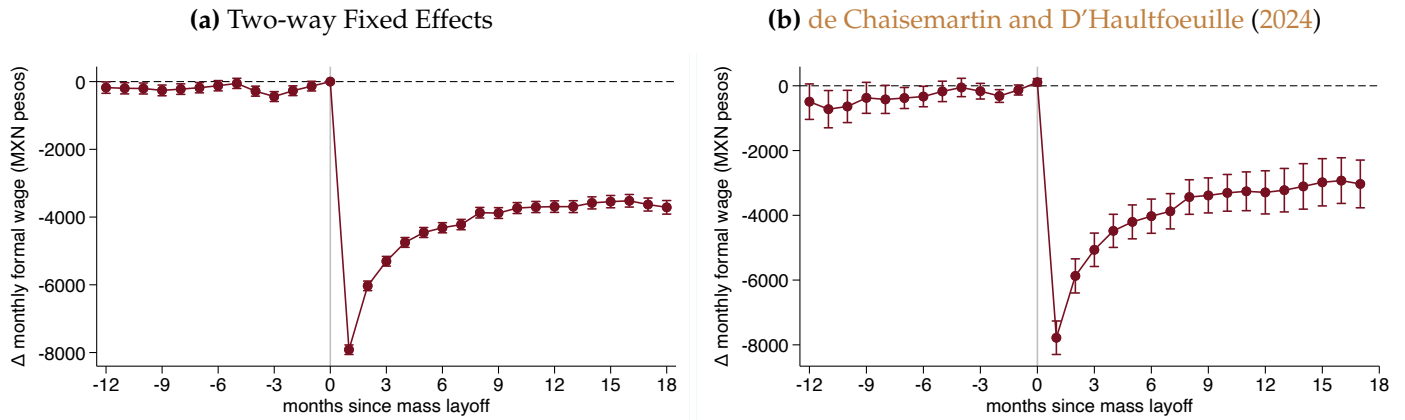 (a) Two-way Fixed Effects
Δ monthly formal wage (MXN pesos)
0
-2000
-4000
-6000
-8000
-12 -9 -6 -3 0 3 6 9 12 15 18
months since mass layoff
(b) de Chaisemartin and D'Haultfoeuille (2024)
Δ monthly formal wage (MXN pesos)
0
-2000
-4000
-6000
-8000
-12 -9 -6 -3 0 3 6 9 12 15 18
months since mass layoff